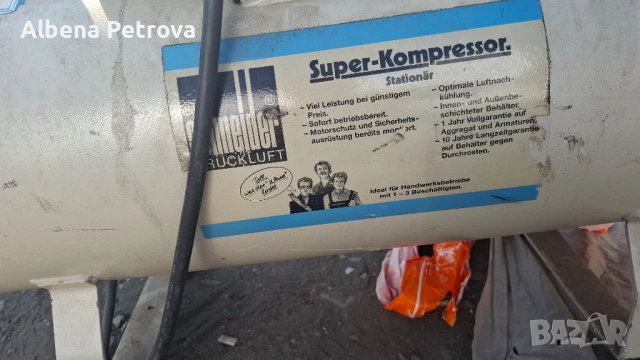 Albena Petrova
Super-Kompressor.
Stationär
- Viel Leistung bei günstigem
Preis.
- Sofort betriebsbereit.
- Motorschutz und Sicherheits-
ausrüstung bereits montiert.
- Optimale Luftnach-
kühlung.
- Innen- und Außenbe-
schichteter Behälter.
- 1 Jahr Vollgarantie auf
Aggregat und Armaturen.
- 10 Jahre Langzeitgarantie
auf Behälter gegen
Durchrosten.
®
schneider
DRUCKLUFT
Ideal für Handwerksbetriebe
mit 1 – 3 Beschäftigten.
BAZAR
.bg